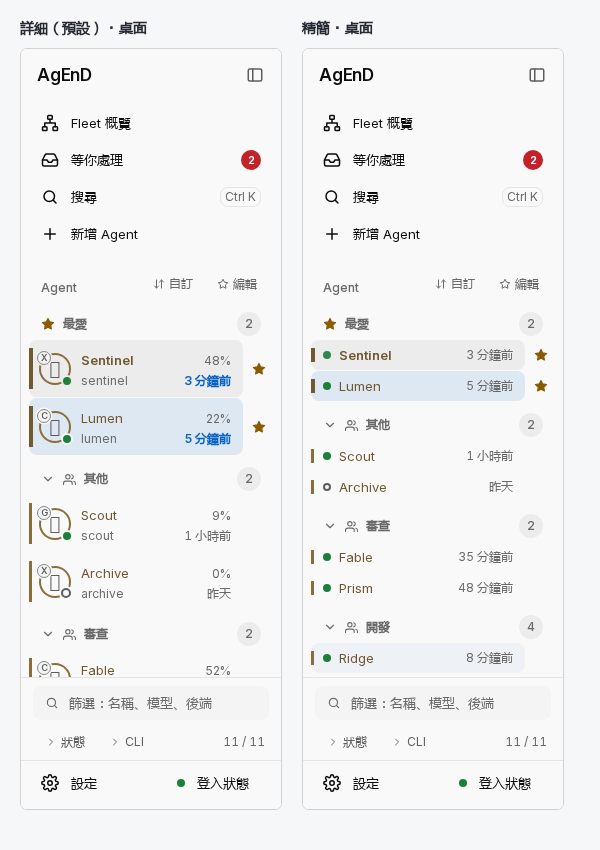 詳細（預設）· 桌面
AgEnD
Fleet 概覽
等你處理 2
搜尋 Ctrl K
新增 Agent
Agent 自訂 編輯
最愛 2
X Sentinel 48%
sentinel 3 分鐘前
C Lumen 22%
lumen 5 分鐘前
其他 2
G Scout 9%
scout 1 小時前
X Archive 0%
archive 昨天
審查 2
C Fable 52%
篩選：名稱、模型、後端
狀態 CLI 11 / 11
設定 登入狀態
精簡 · 桌面
AgEnD
Fleet 概覽
等你處理 2
搜尋 Ctrl K
新增 Agent
Agent 自訂 編輯
最愛 2
Sentinel 3 分鐘前
Lumen 5 分鐘前
其他 2
Scout 1 小時前
Archive 昨天
審查 2
Fable 35 分鐘前
Prism 48 分鐘前
開發 4
Ridge 8 分鐘前
篩選：名稱、模型、後端
狀態 CLI 11 / 11
設定 登入狀態